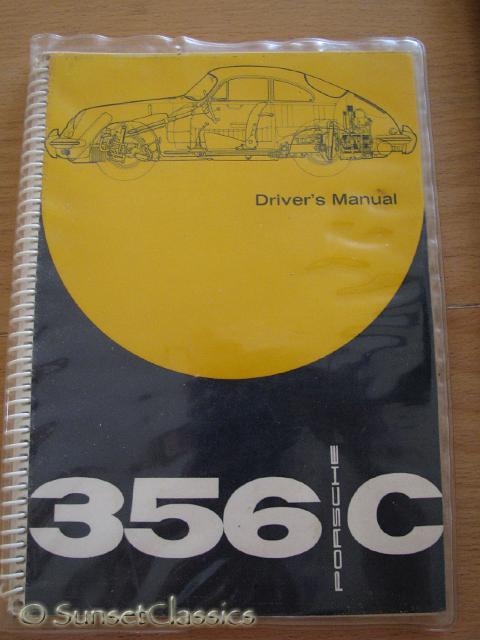 Driver's Manual
356 C
PORSCHE
© SunsetClassics